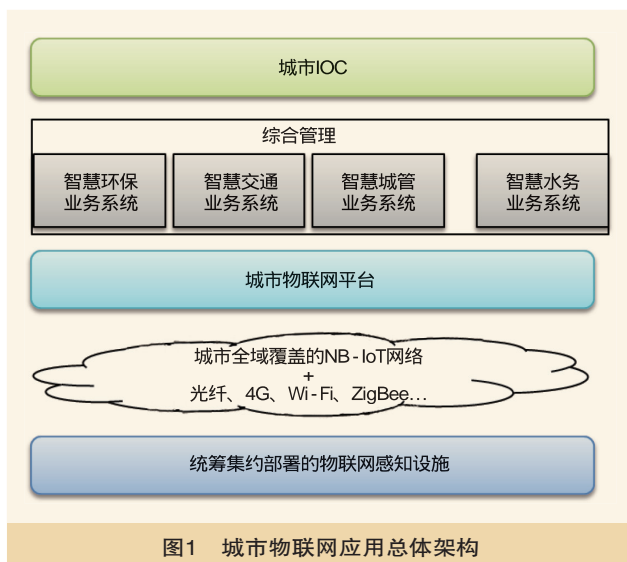 城市IOC
综合管理
智慧环保
业务系统
智慧交通
业务系统
智慧城管
业务系统
智慧水务
业务系统
城市物联网平台
城市全域覆盖的NB-IoT网络
+
光纤、4G、Wi-Fi、ZigBee…
统筹集约部署的物联网感知设施
图1 城市物联网应用总体架构